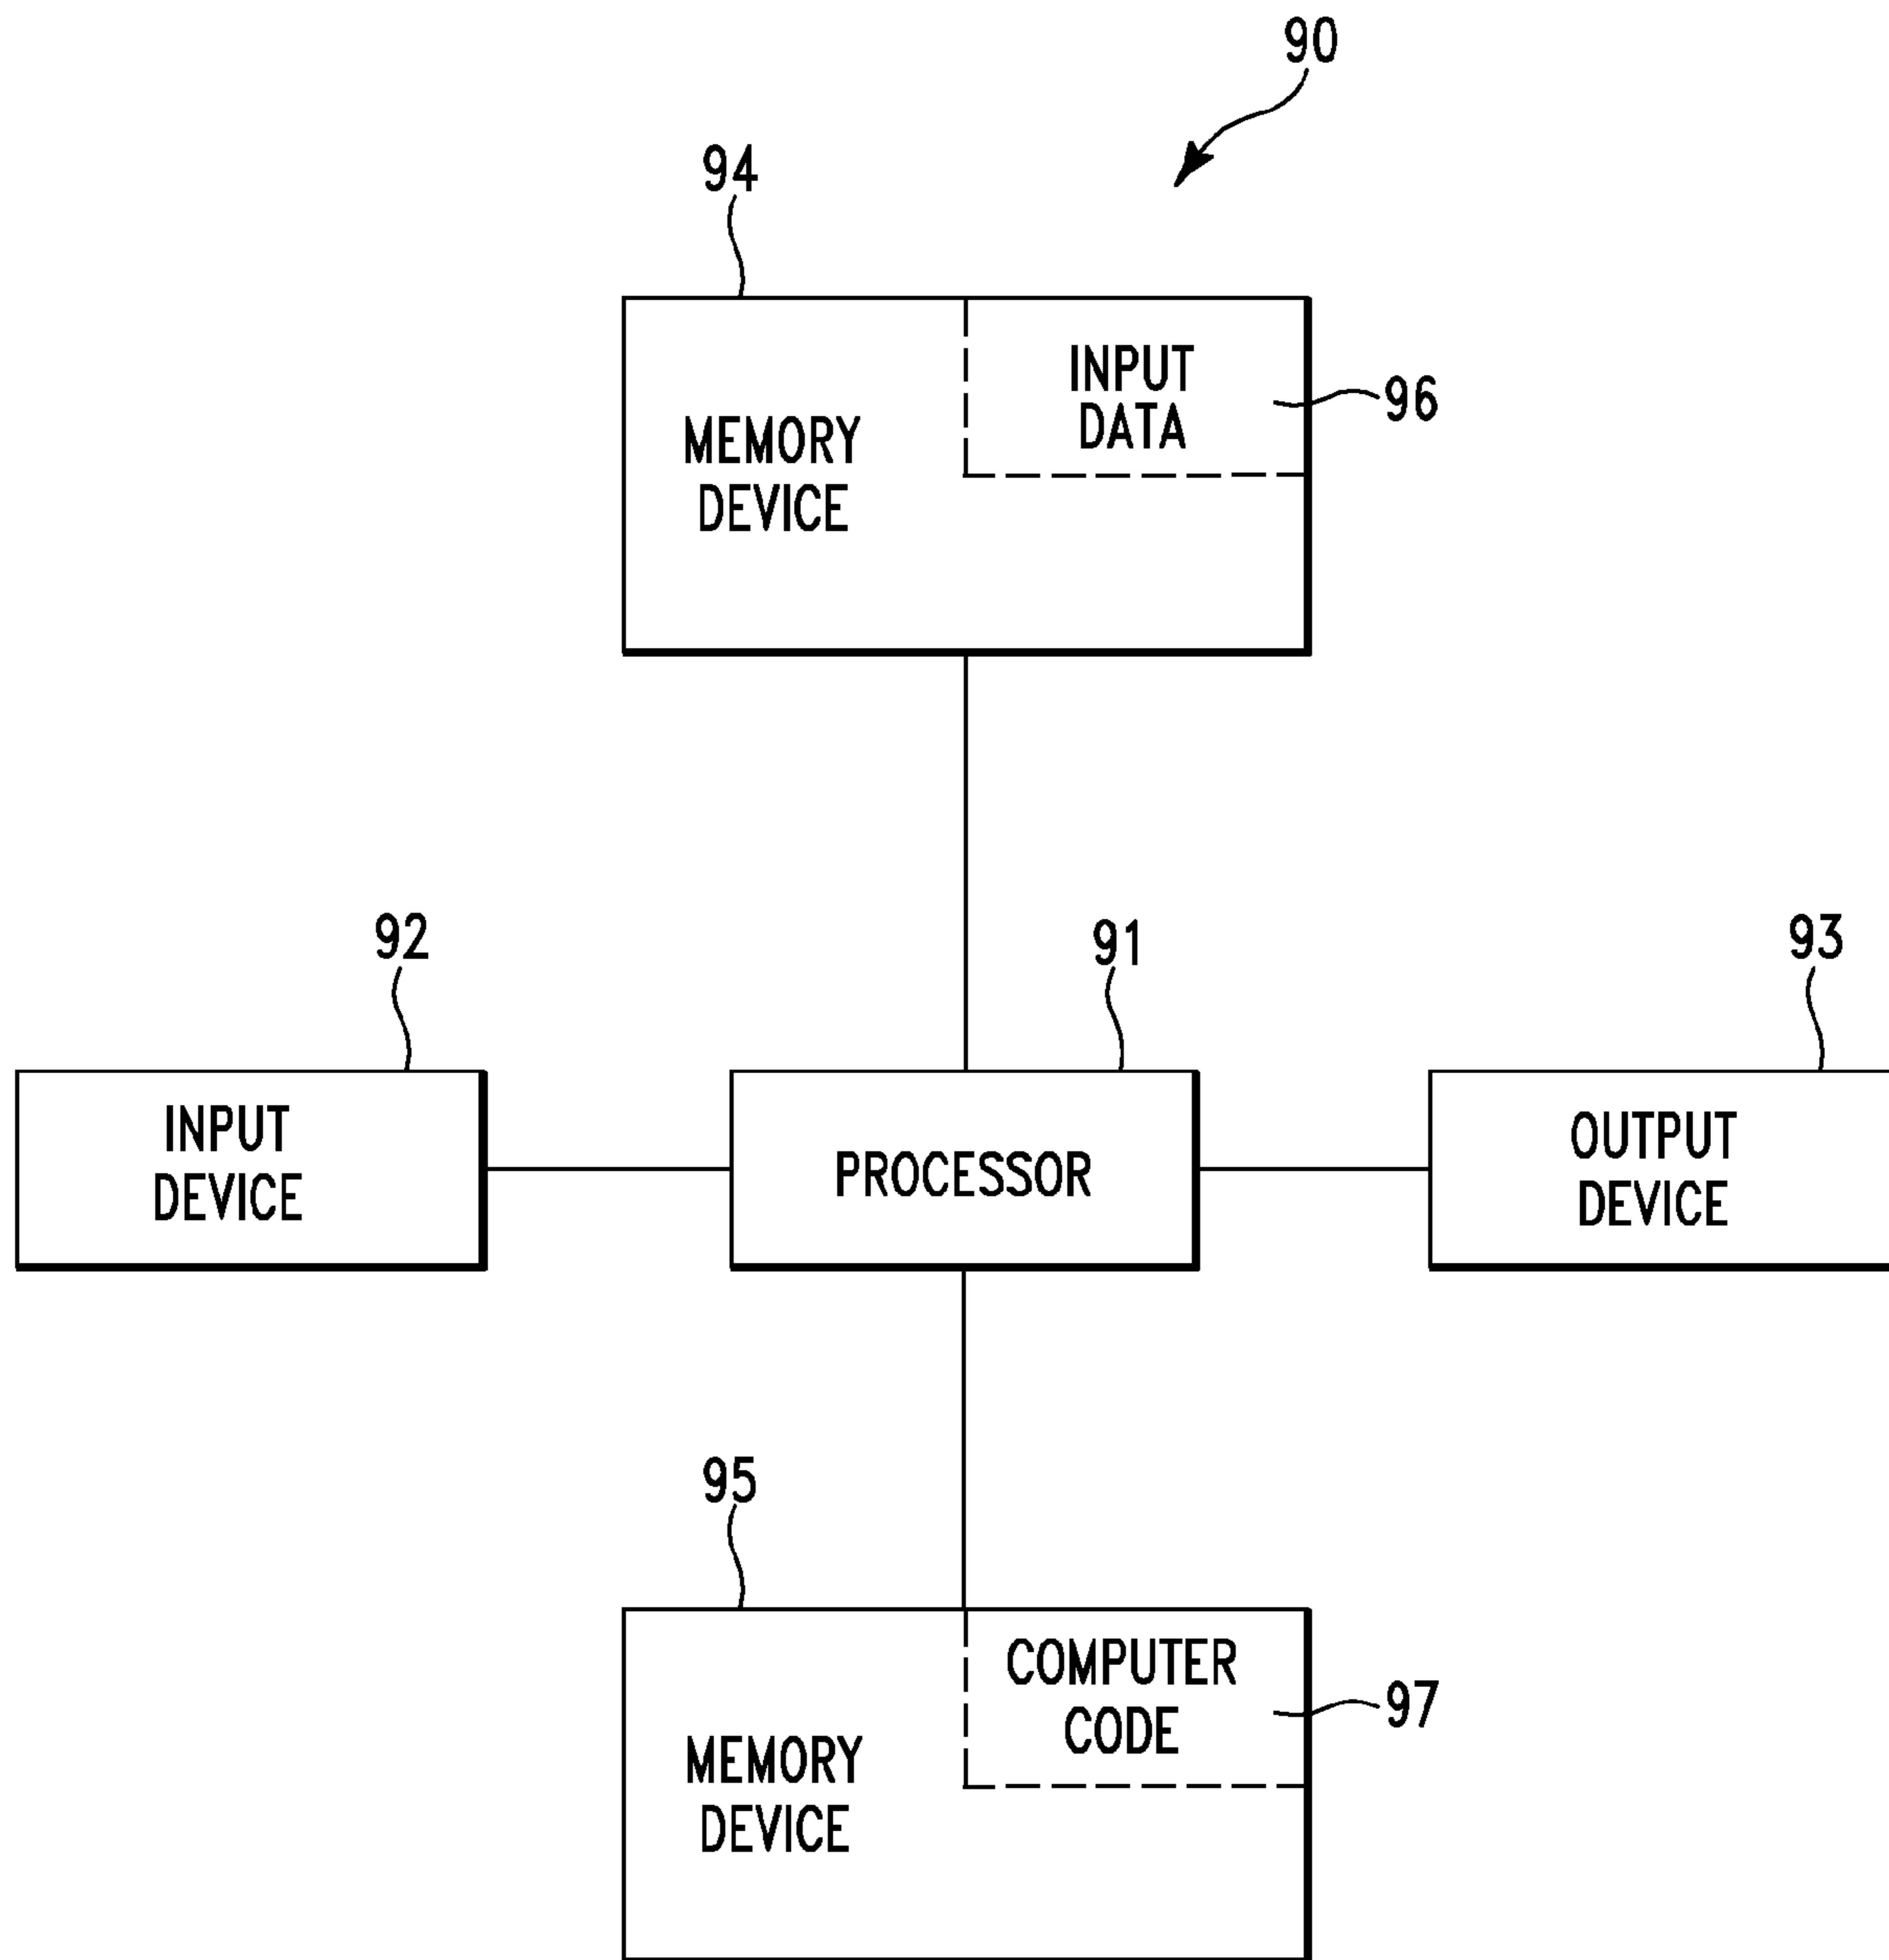 90
94
INPUT
DATA
96
MEMORY
DEVICE
92
91
93
INPUT
DEVICE
PROCESSOR
OUTPUT
DEVICE
95
COMPUTER
CODE
97
MEMORY
DEVICE